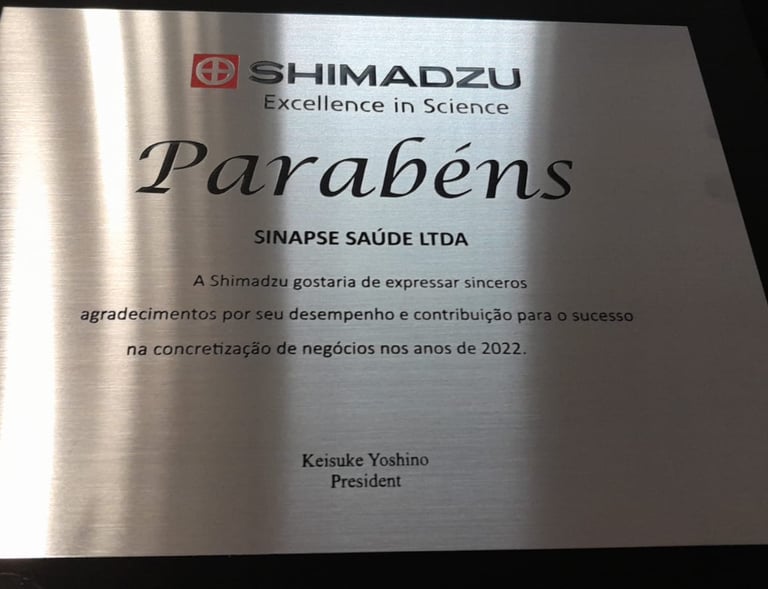 SHIMADZU
Excellence in Science
Parabéns
SINAPSE SAÚDE LTDA
A Shimadzu gostaria de expressar sinceros
agradecimentos por seu desempenho e contribuição para o sucesso
na concretização de negócios nos anos de 2022.
Keisuke Yoshino
President